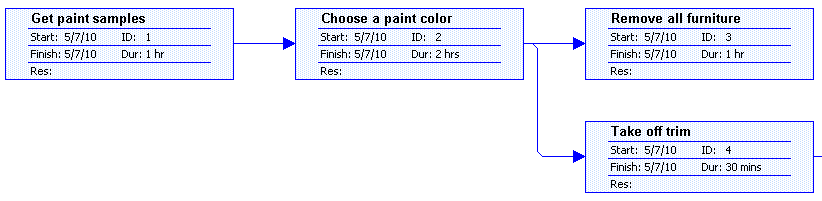 Get paint samples
Start: 5/7/10 ID: 1
Finish: 5/7/10 Dur: 1 hr
Res:
Choose a paint color
Start: 5/7/10 ID: 2
Finish: 5/7/10 Dur: 2 hrs
Res:
Remove all furniture
Start: 5/7/10 ID: 3
Finish: 5/7/10 Dur: 1 hr
Res:
Take off trim
Start: 5/7/10 ID: 4
Finish: 5/7/10 Dur: 30 mins
Res: